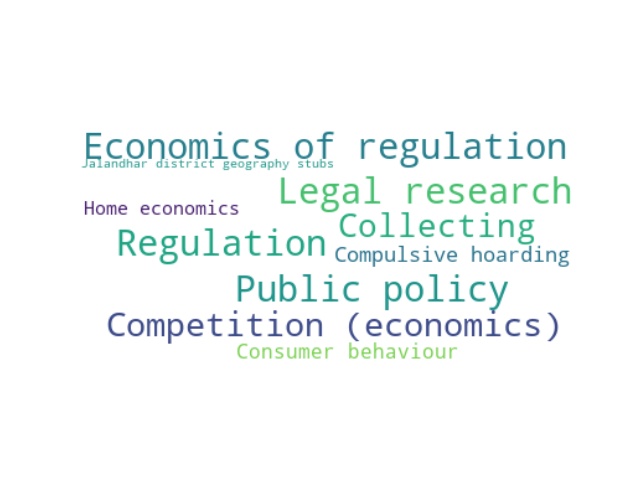 Economics of regulation
Jalandhar district geography stubs
Legal research
Home economics
Collecting
Regulation
Compulsive hoarding
Public policy
Competition (economics)
Consumer behaviour